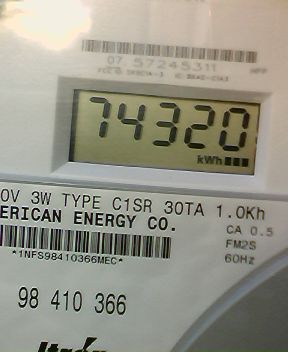 07 57245311
74320
kWh
0V 3W TYPE C1SR 30TA 1.0Kh
ERICAN ENERGY CO.
CA 0.5
FM2S
*1NFS98410366MEC*
60Hz
98 410 366
Itrón